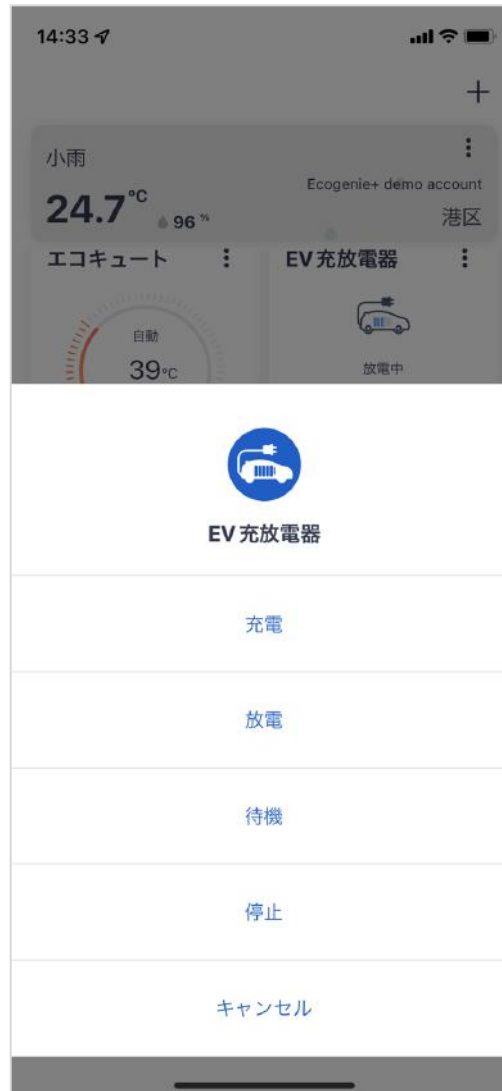 14:33
+
小雨
Ecogenie+ demo account
24.7°C 96 %
港区
エコキュート
EV充放電器
自動
39°C
放電中
EV充放電器
充電
放電
待機
停止
キャンセル